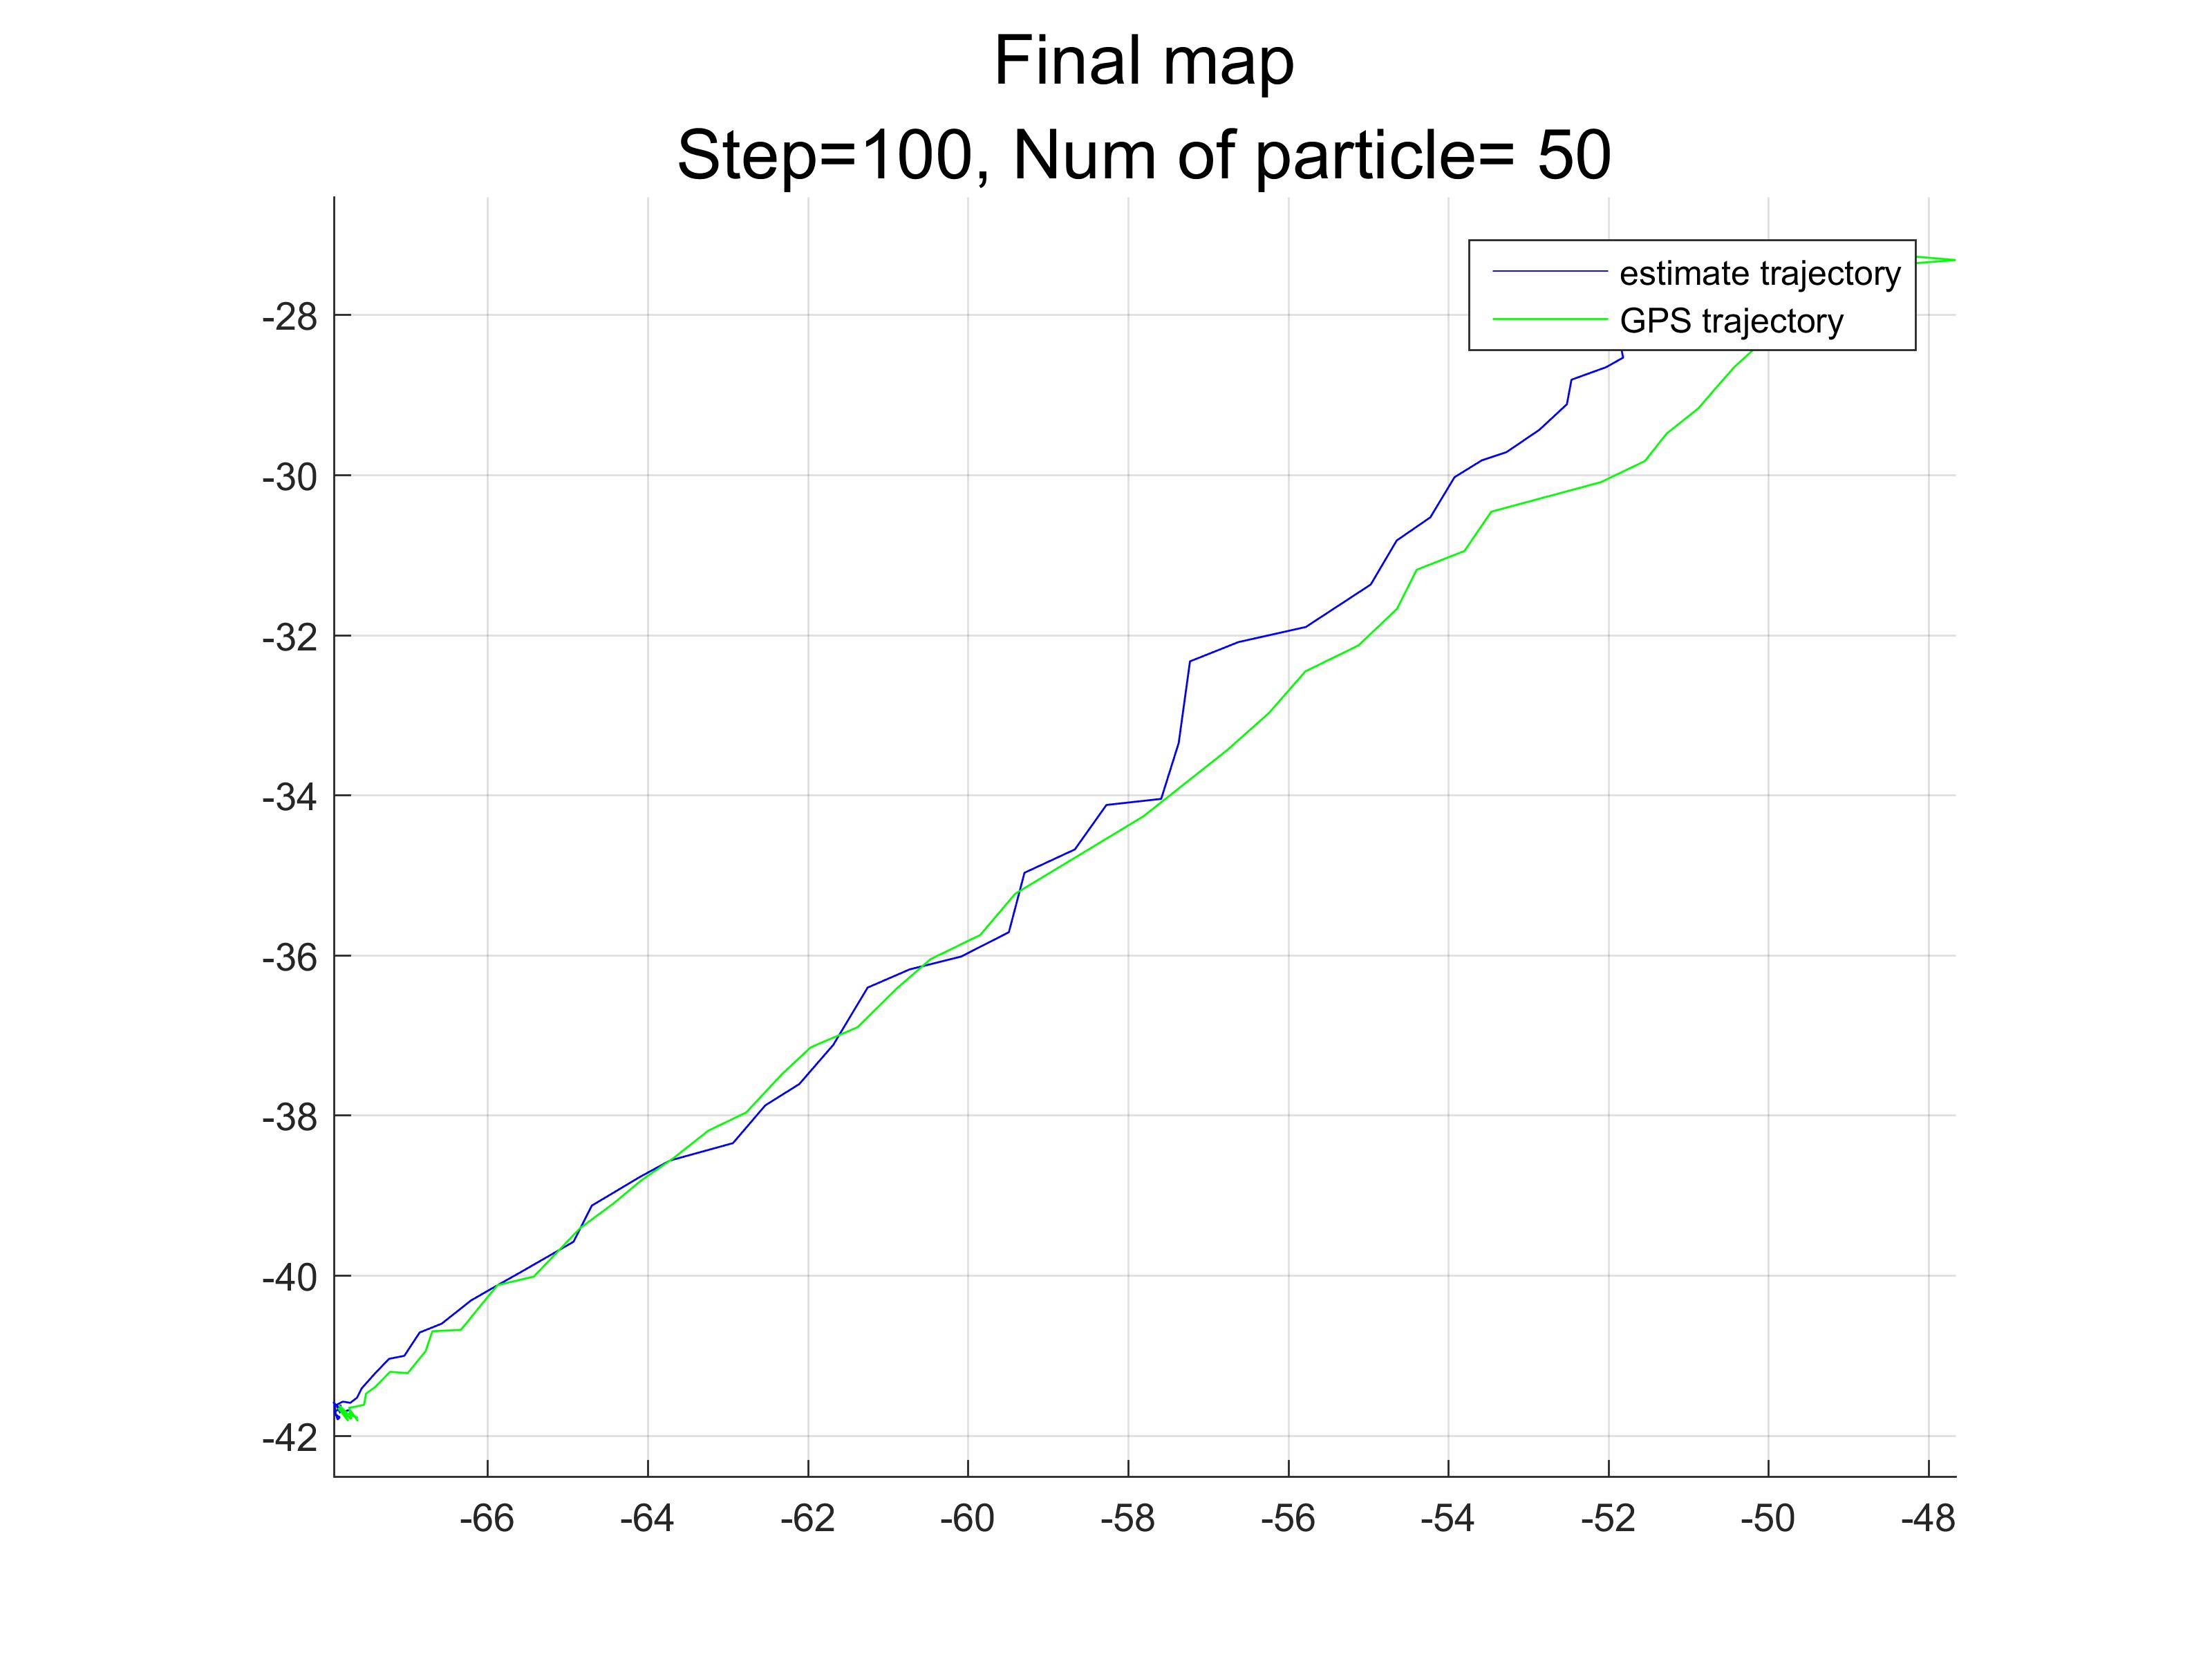 Final map
Step=100, Num of particle= 50
estimate trajectory
GPS trajectory
-28
-30
-32
-34
-36
-38
-40
-42
-66 -64 -62 -60 -58 -56 -54 -52 -50 -48